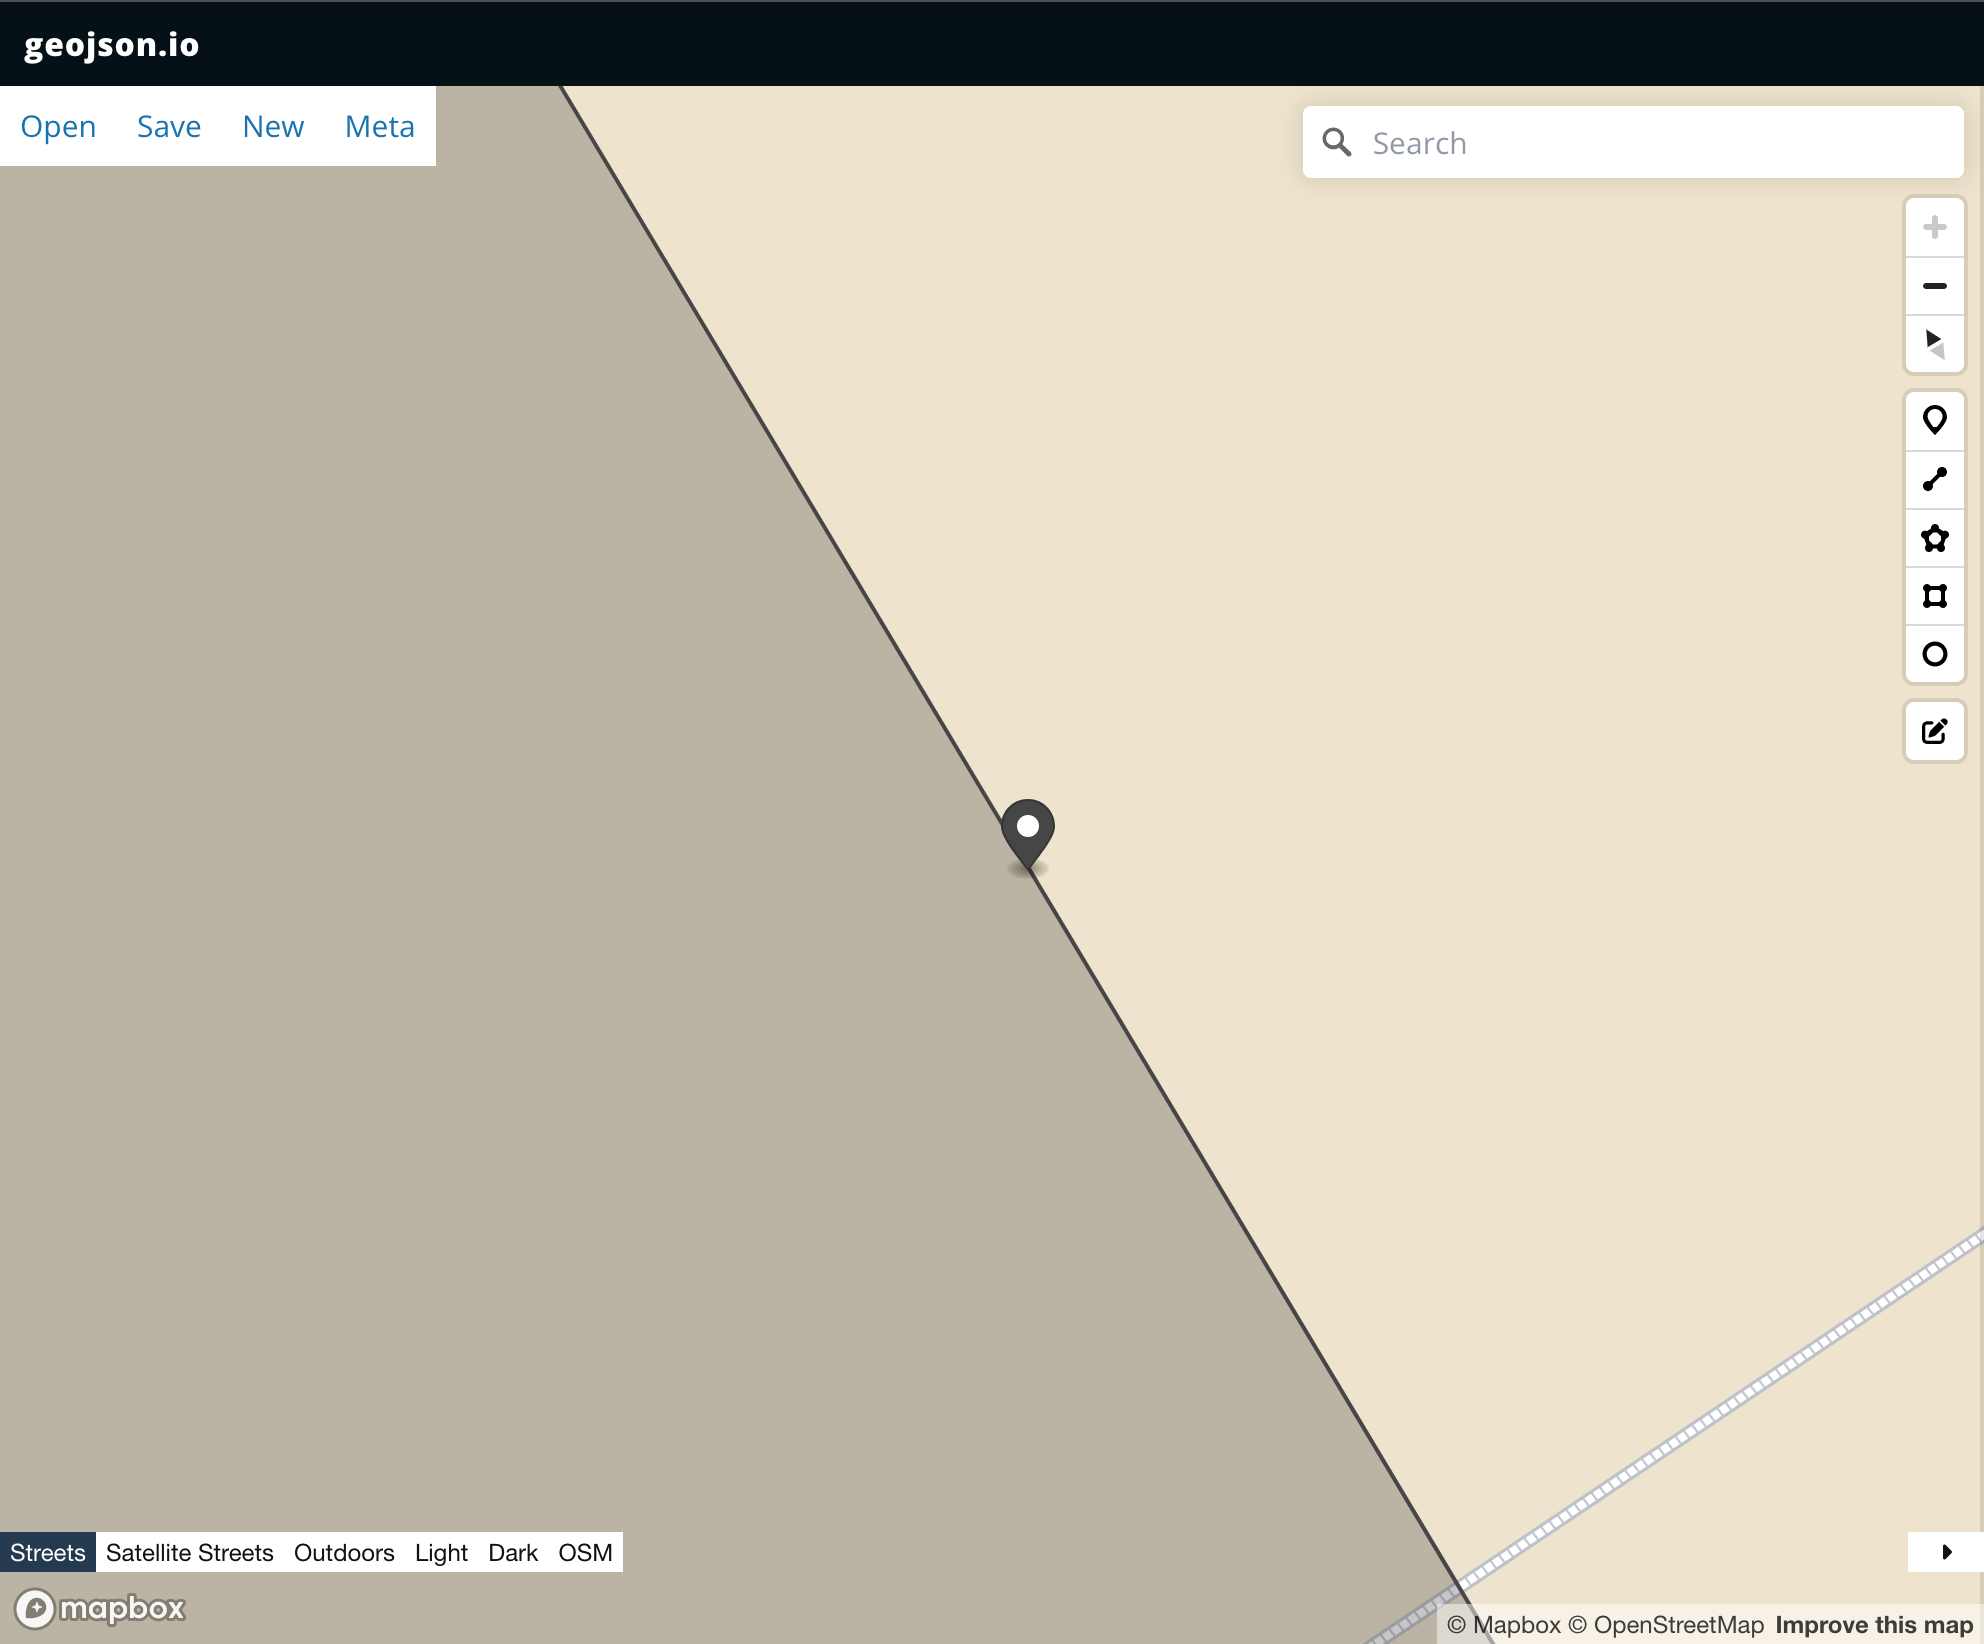 geojson.io
Open Save New Meta
Search
Streets Satellite Streets Outdoors Light Dark OSM
mapbox
© Mapbox © OpenStreetMap Improve this map